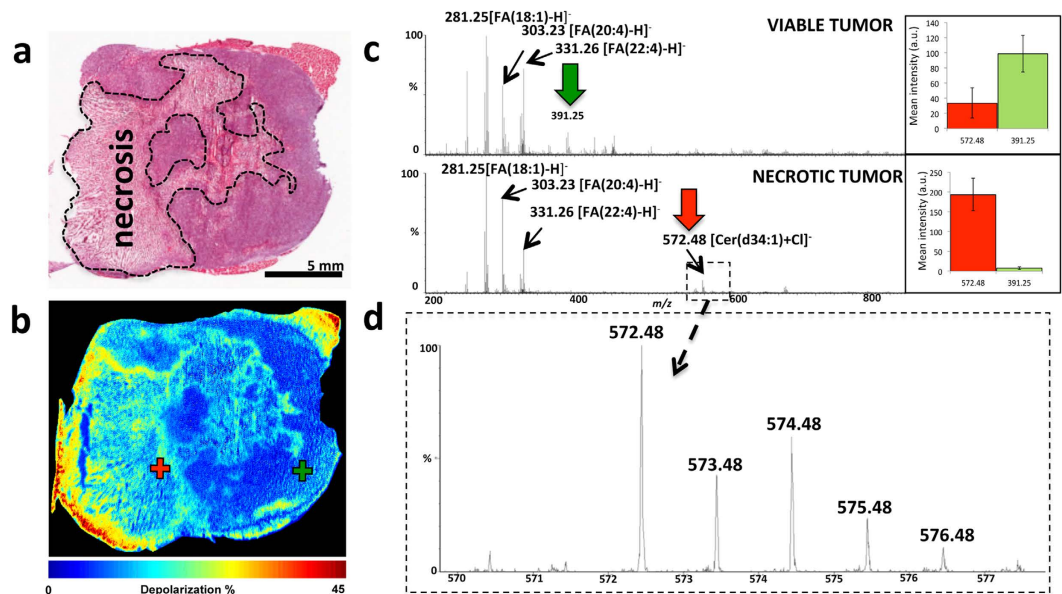 a
necrosis
5 mm
b
0
Depolarization %
45
c
281.25[FA(18:1)-H]-
303.23 [FA(20:4)-H]-
331.26 [FA(22:4)-H]-
391.25
VIABLE TUMOR
100
%
0
Mean intensity (a.u.)
140
120
100
80
60
40
20
0
572.48
391.25
281.25[FA(18:1)-H]-
303.23 [FA(20:4)-H]-
331.26 [FA(22:4)-H]-
NECROTIC TUMOR
572.48 [Cer(d34:1)+Cl]-
100
%
0
200
400
m/z
600
800
Mean intensity (a.u.)
250
200
150
100
50
0
572.48
391.25
d
100
%
0
572.48
573.48
574.48
575.48
576.48
570
571
572
573
574
575
576
577